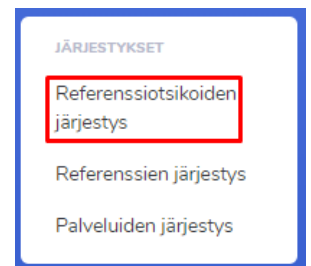 JÄRJESTYKSET
Referenssiotsikoiden
järjestys
Referenssien järjestys
Palveluiden järjestys